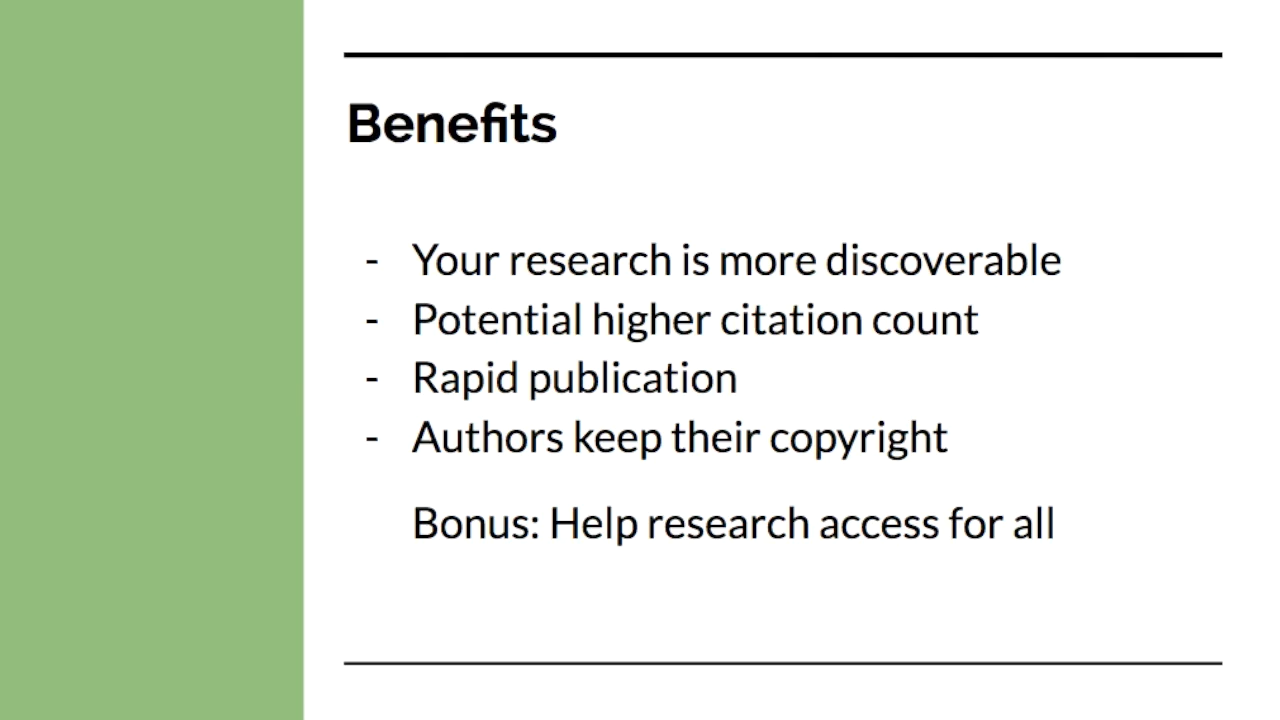 Benefits
- Your research is more discoverable
- Potential higher citation count
- Rapid publication
- Authors keep their copyright
Bonus: Help research access for all